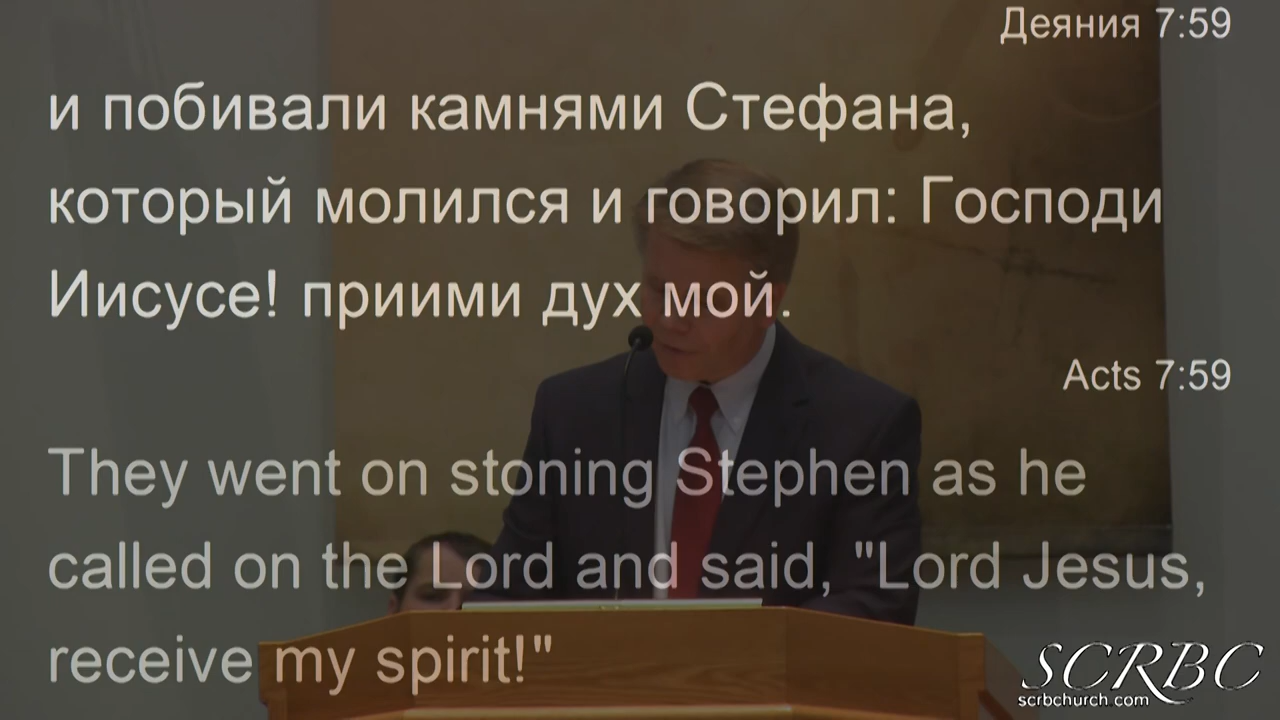 Деяния 7:59
и побивали камнями Стефана,
который молился и говорил: Господи
Иисусе! приими дух мой.
Acts 7:59
They went on stoning Stephen as he
called on the Lord and said, "Lord Jesus,
receive my spirit!"
SCRBC
scrbchurch.com